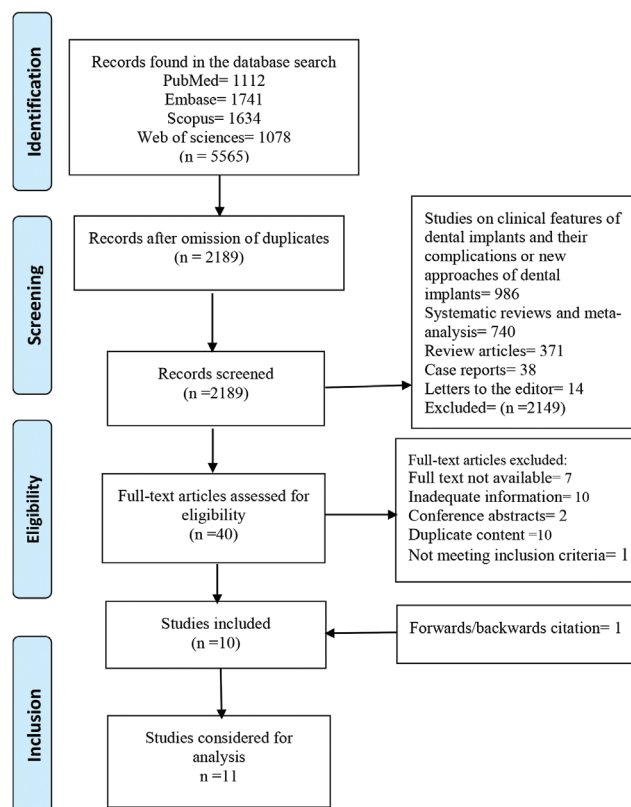 Identification
Records found in the database search
PubMed= 1112
Embase= 1741
Scopus= 1634
Web of sciences= 1078
(n = 5565)
Screening
Records after omission of duplicates
(n = 2189)
Records screened
(n =2189)
Studies on clinical features of
dental implants and their
complications or new
approaches of dental
implants= 986
Systematic reviews and meta-
analysis= 740
Review articles= 371
Case reports= 38
Letters to the editor= 14
Excluded= (n =2149)
Eligibility
Full-text articles assessed for
eligibility
(n =40)
Full-text articles excluded:
Full text not available= 7
Inadequate information= 10
Conference abstracts= 2
Duplicate content =10
Not meeting inclusion criteria= 1
Studies included
(n =10)
Forwards/backwards citation= 1
Inclusion
Studies considered for
analysis
n =11